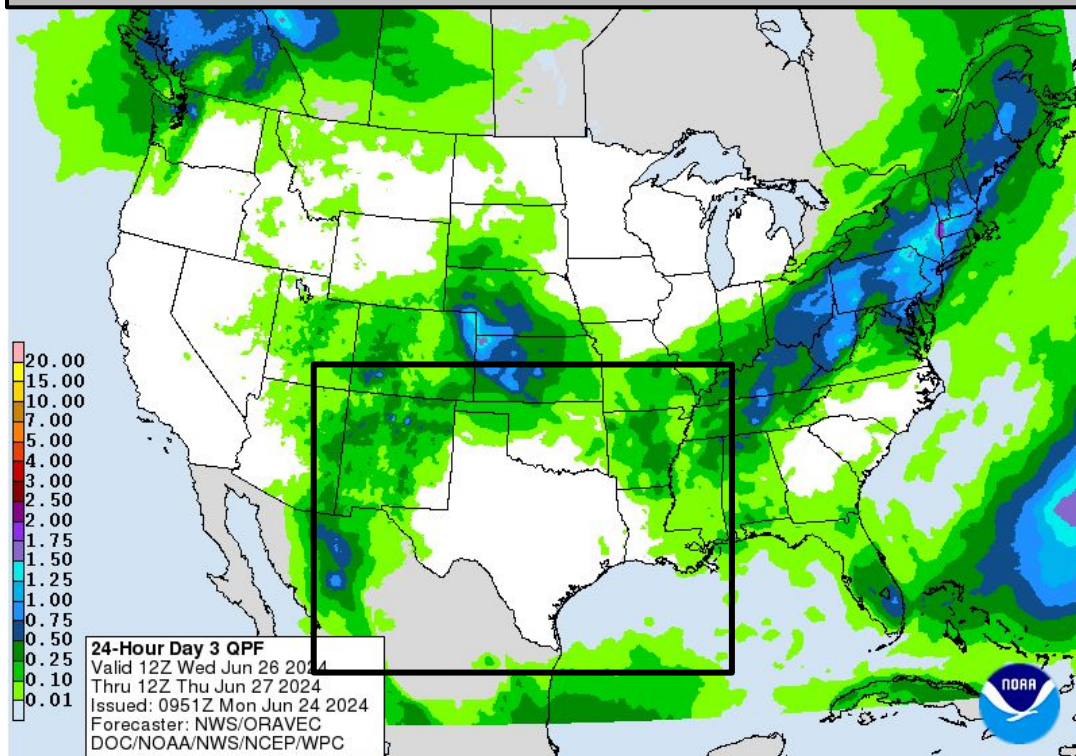 20.00
15.00
10.00
7.00
5.00
4.00
3.00
2.50
2.00
1.75
1.50
1.25
1.00
0.75
0.50
0.25
0.10
0.01
24-Hour Day 3 QPF
Valid 12Z Wed Jun 26 2024
Thru 12Z Thu Jun 27 2024
Issued: 0951Z Mon Jun 24 2024
Forecaster: NWS/ORAVEC
DOC/NOAA/NWS/NCEP/WPC
NOAA